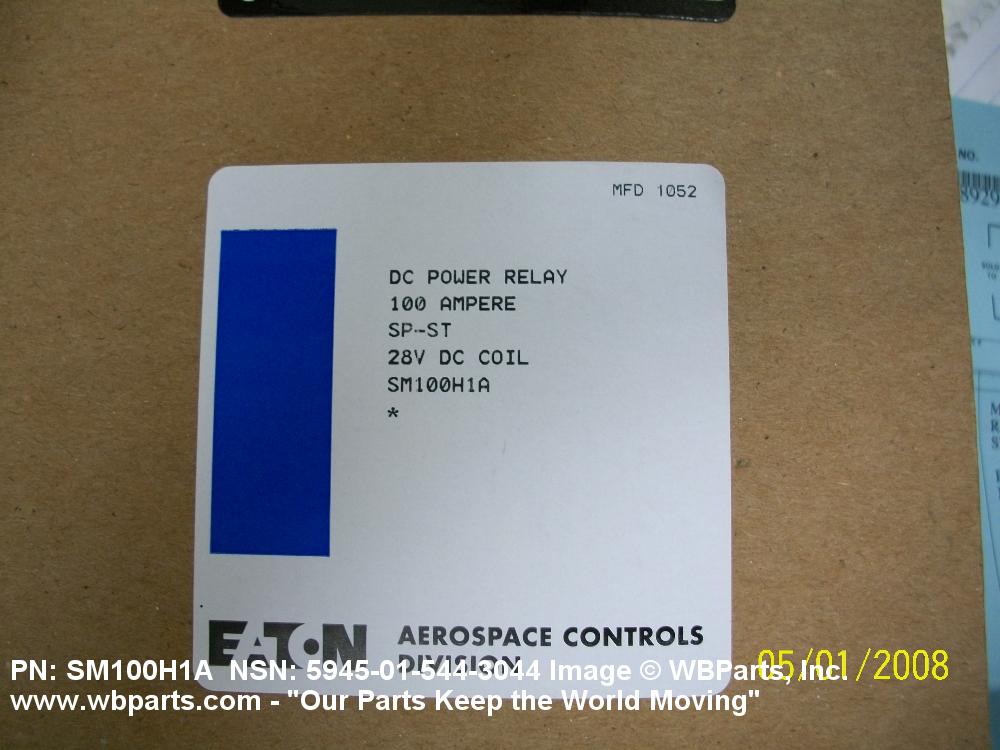 MFD 1052
DC POWER RELAY
100 AMPERE
SP-ST
28V DC COIL
SM100H1A
*
EATON AEROSPACE CONTROLS
DIVISION
NO.
8929
PN: SM100H1A NSN: 5945-01-544-3044 Image © WBParts, Inc.
05/01/2008
www.wbparts.com - "Our Parts Keep the World Moving"